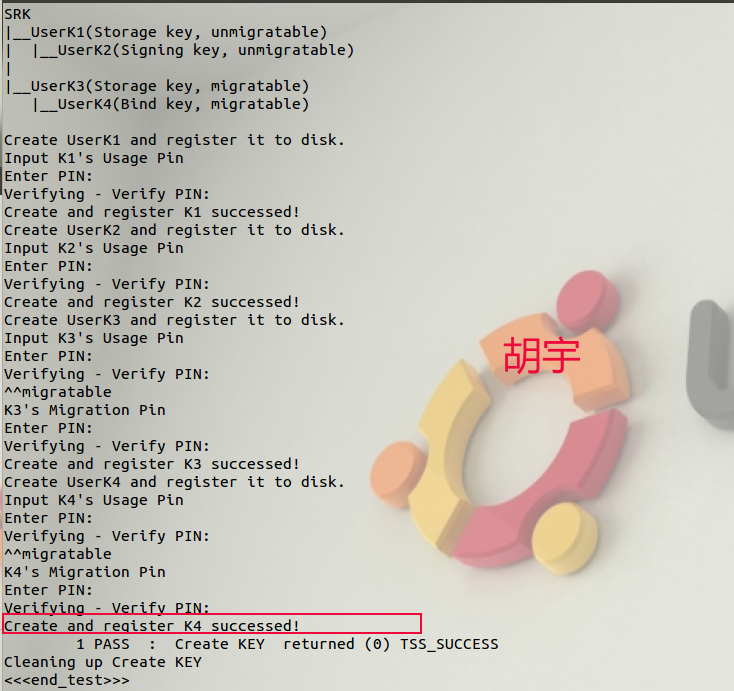 SRK
|__UserK1(Storage key, unmigratable)
|  |__UserK2(Signing key, unmigratable)
|
|__UserK3(Storage key, migratable)
   |__UserK4(Bind key, migratable)
Create UserK1 and register it to disk.
Input K1's Usage Pin
Enter PIN:
Verifying - Verify PIN:
Create and register K1 successed!
Create UserK2 and register it to disk.
Input K2's Usage Pin
Enter PIN:
Verifying - Verify PIN:
Create and register K2 successed!
Create UserK3 and register it to disk.
Input K3's Usage Pin
Enter PIN:
胡宇
Verifying - Verify PIN:
^^migratable
K3's Migration Pin
Enter PIN:
Verifying - Verify PIN:
Create and register K3 successed!
Create UserK4 and register it to disk.
Input K4's Usage Pin
Enter PIN:
Verifying - Verify PIN:
^^migratable
K4's Migration Pin
Enter PIN:
Verifying - Verify PIN:
Create and register K4 successed!
        1 PASS  :  Create KEY  returned (0) TSS_SUCCESS
Cleaning up Create KEY
<<<end_test>>>